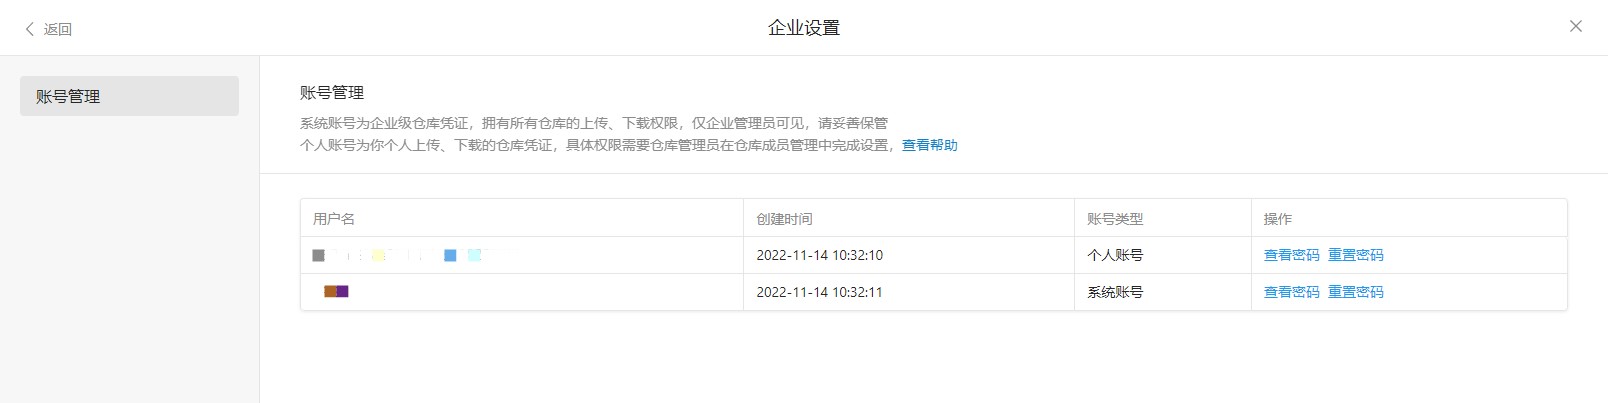 返回
企业设置
账号管理
账号管理
系统账号为企业级仓库凭证，拥有所有仓库的上传、下载权限，仅企业管理员可见，请妥善保管
个人账号为你个人上传、下载的仓库凭证，具体权限需要仓库管理员在仓库成员管理中完成设置，查看帮助
用户名 创建时间 账号类型 操作
2022-11-14 10:32:10 个人账号 查看密码 重置密码
2022-11-14 10:32:11 系统账号 查看密码 重置密码